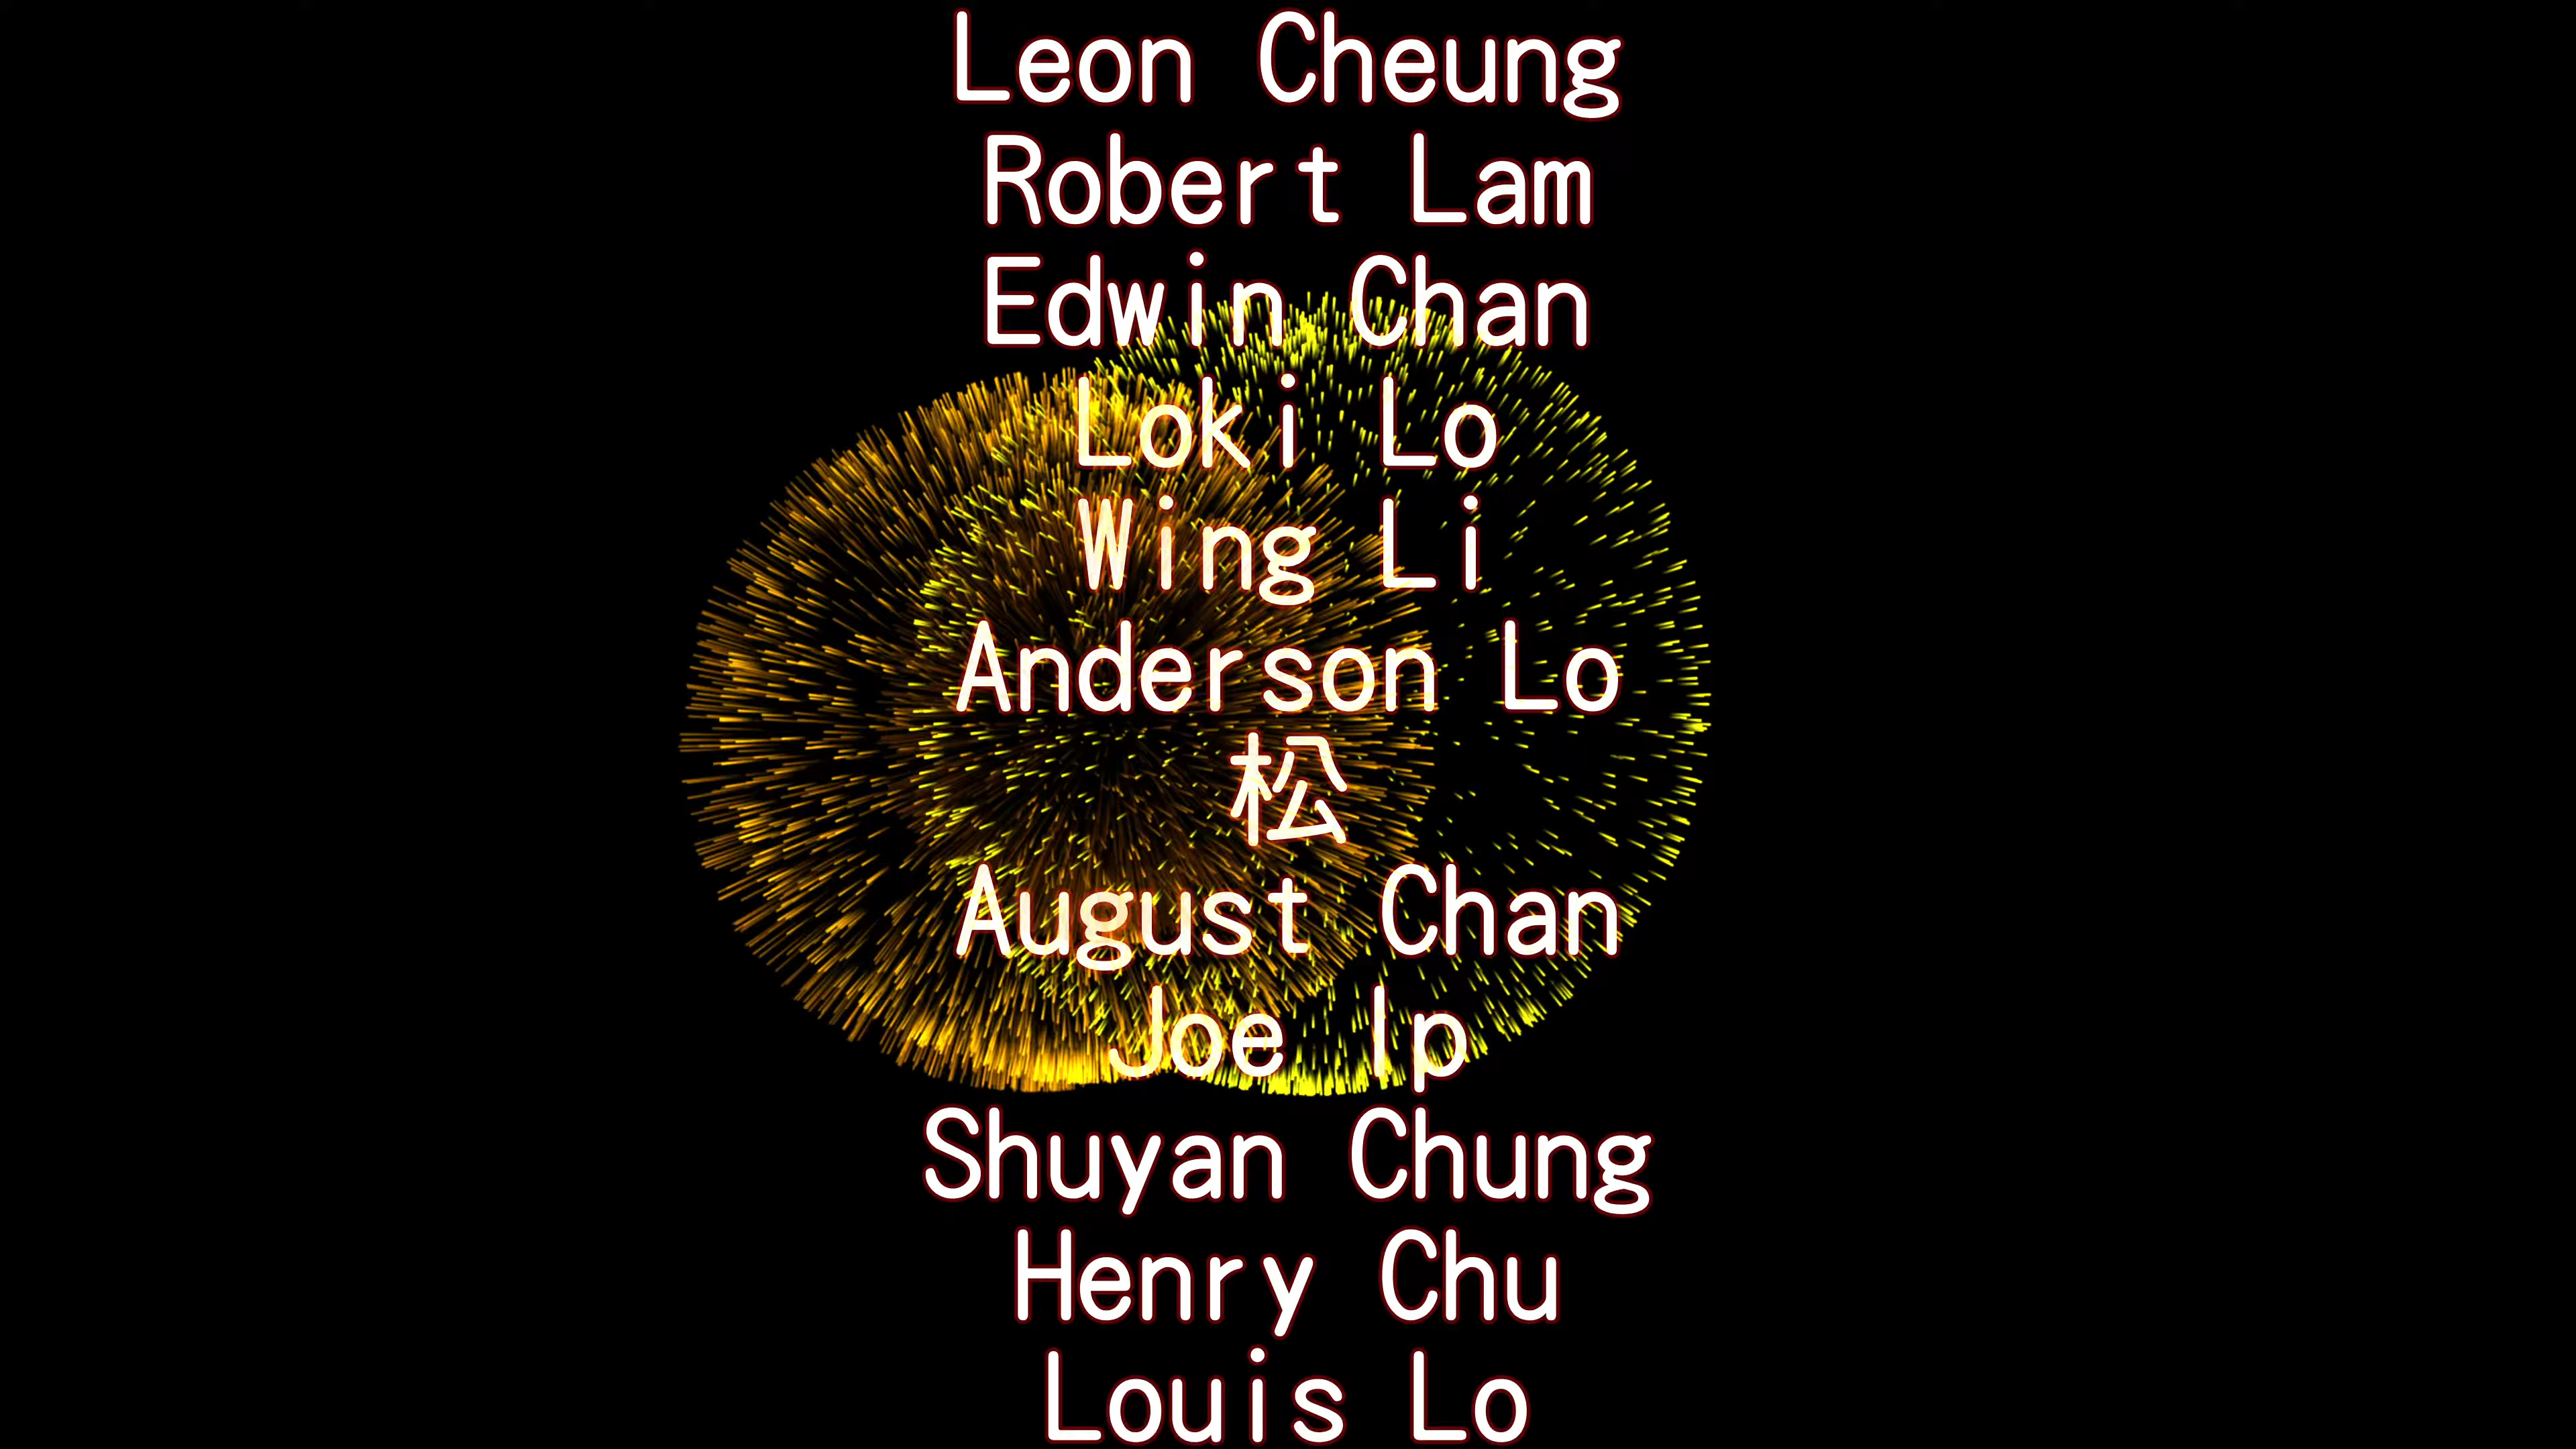 Leon Cheung
Robert Lam
Edwin Chan
Loki Lo
Wing Li
Anderson Lo
松
August Chan
Joe Ip
Shuyan Chung
Henry Chu
Louis Lo